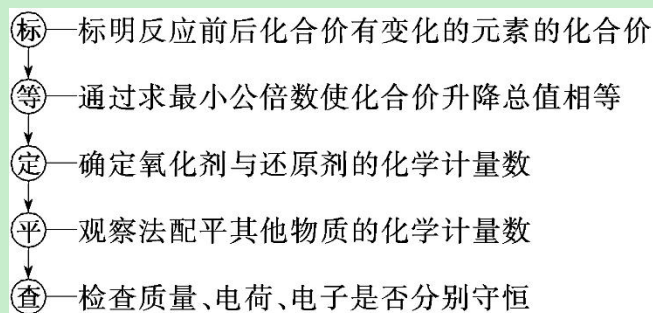 标—标明反应前后化合价有变化的元素的化合价
等—通过求最小公倍数使化合价升降总值相等
定—确定氧化剂与还原剂的化学计量数
平—观察法配平其他物质的化学计量数
查—检查质量、电荷、电子是否分别守恒